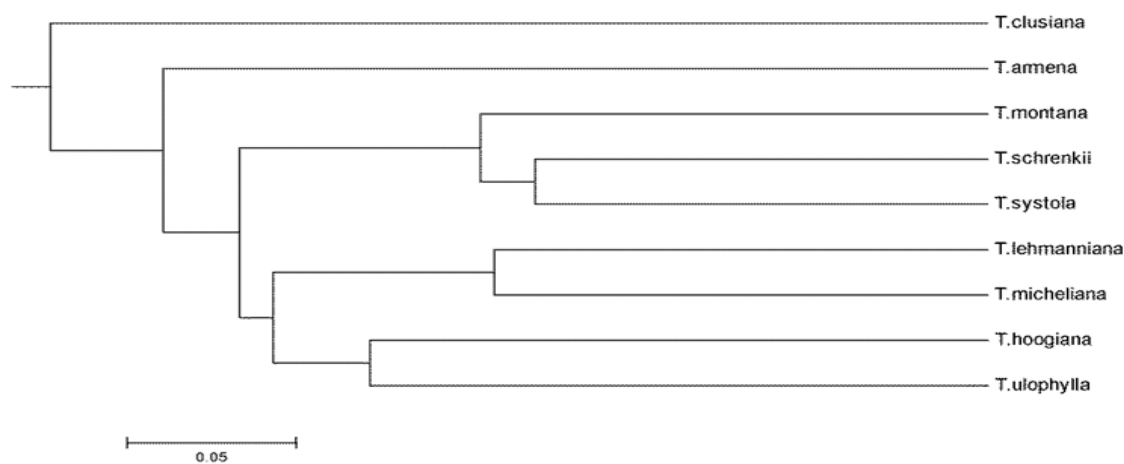 T.clusiana
T.armena
T.montana
T.schrenkii
T.systola
T.lehmanniana
T.micheliana
T.hoogiana
T.ulophylla
0.05